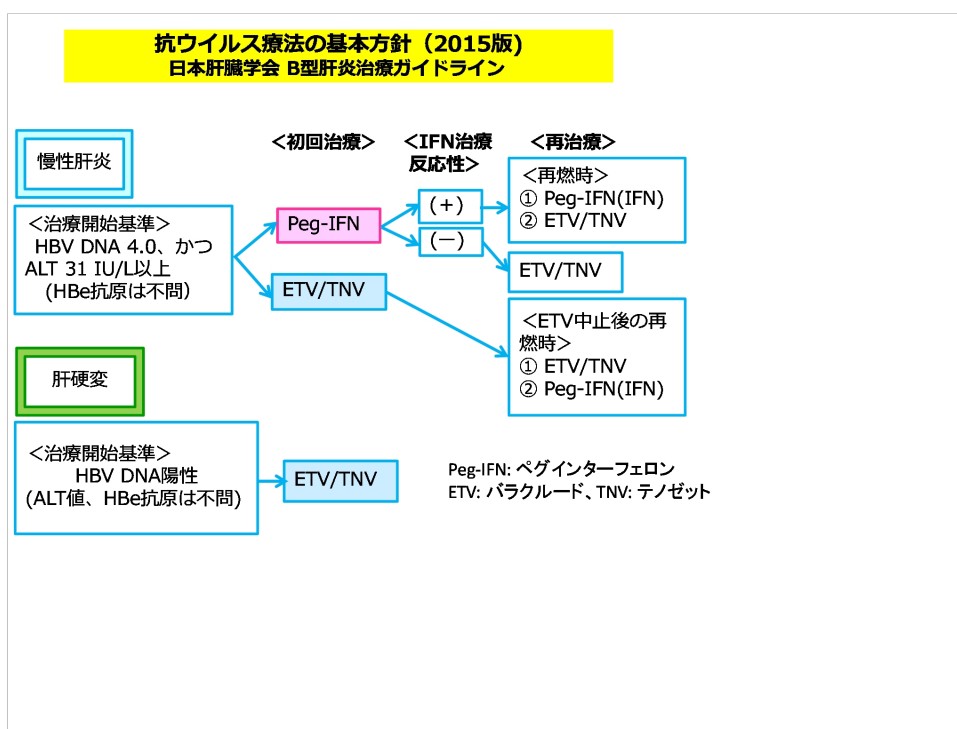 抗ウイルス療法の基本方針（2015版)
日本肝臓学会 B型肝炎治療ガイドライン
＜初回治療＞
＜IFN治療
反応性＞
＜再治療＞
慢性肝炎
＜治療開始基準＞
HBV DNA 4.0、かつ
ALT 31 IU/L以上
(HBe抗原は不問）
Peg-IFN
ETV/TNV
(＋)
(－)
＜再燃時＞
① Peg-IFN(IFN)
② ETV/TNV
ETV/TNV
＜ETV中止後の再
燃時＞
① ETV/TNV
② Peg-IFN(IFN)
肝硬変
＜治療開始基準＞
HBV DNA陽性
(ALT値、HBe抗原は不問)
ETV/TNV
Peg-IFN: ペグインターフェロン
ETV: バラクルード、TNV: テノゼット